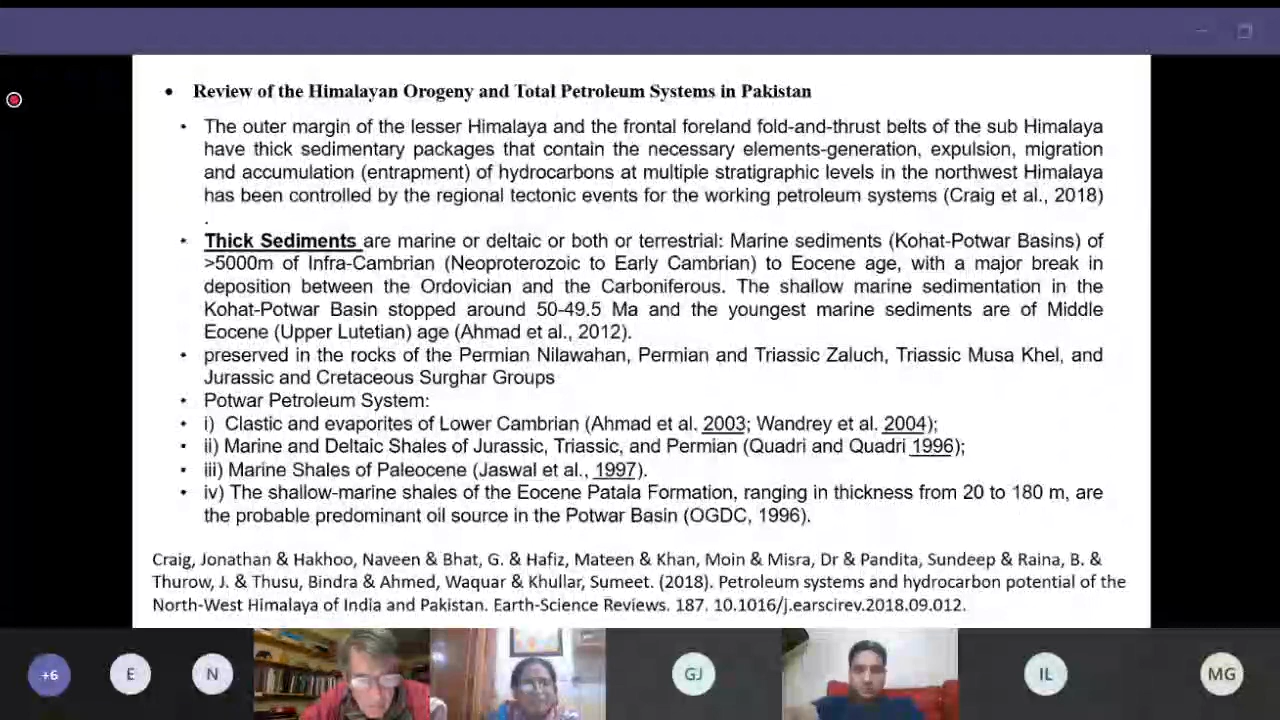 • Review of the Himalayan Orogeny and Total Petroleum Systems in Pakistan
• The outer margin of the lesser Himalaya and the frontal foreland fold-and-thrust belts of the sub Himalaya
have thick sedimentary packages that contain the necessary elements-generation, expulsion, migration
and accumulation (entrapment) of hydrocarbons at multiple stratigraphic levels in the northwest Himalaya
has been controlled by the regional tectonic events for the working petroleum systems (Craig et al., 2018)
.
• Thick Sediments are marine or deltaic or both or terrestrial: Marine sediments (Kohat-Potwar Basins) of
>5000m of Infra-Cambrian (Neoproterozoic to Early Cambrian) to Eocene age, with a major break in
deposition between the Ordovician and the Carboniferous. The shallow marine sedimentation in the
Kohat-Potwar Basin stopped around 50-49.5 Ma and the youngest marine sediments are of Middle
Eocene (Upper Lutetian) age (Ahmad et al., 2012).
• preserved in the rocks of the Permian Nilawahan, Permian and Triassic Zaluch, Triassic Musa Khel, and
Jurassic and Cretaceous Surghar Groups
• Potwar Petroleum System:
• i) Clastic and evaporites of Lower Cambrian (Ahmad et al. 2003; Wandrey et al. 2004);
• ii) Marine and Deltaic Shales of Jurassic, Triassic, and Permian (Quadri and Quadri 1996);
• iii) Marine Shales of Paleocene (Jaswal et al., 1997).
• iv) The shallow-marine shales of the Eocene Patala Formation, ranging in thickness from 20 to 180 m, are
the probable predominant oil source in the Potwar Basin (OGDC, 1996).
Craig, Jonathan & Hakhoo, Naveen & Bhat, G. & Hafiz, Mateen & Khan, Moin & Misra, Dr & Pandita, Sundeep & Raina, B. &
Thurow, J. & Thusu, Bindra & Ahmed, Waquar & Khullar, Sumeet. (2018). Petroleum systems and hydrocarbon potential of the
North-West Himalaya of India and Pakistan. Earth-Science Reviews. 187. 10.1016/j.earscirev.2018.09.012.
+6 E N GJ IL MG